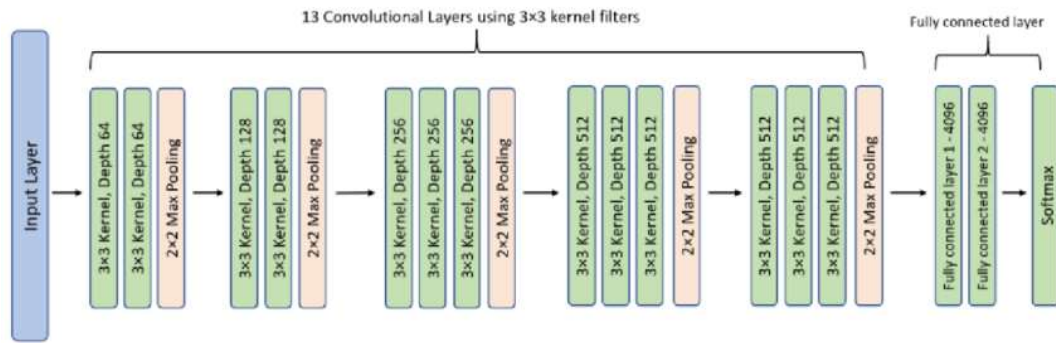 13 Convolutional Layers using 3×3 kernel filters
Fully connected layer
Input Layer
3×3 Kernel, Depth 64
3×3 Kernel, Depth 64
2×2 Max Pooling
3×3 Kernel, Depth 128
3×3 Kernel, Depth 128
2×2 Max Pooling
3×3 Kernel, Depth 256
3×3 Kernel, Depth 256
3×3 Kernel, Depth 256
2×2 Max Pooling
3×3 Kernel, Depth 512
3×3 Kernel, Depth 512
3×3 Kernel, Depth 512
2×2 Max Pooling
3×3 Kernel, Depth 512
3×3 Kernel, Depth 512
3×3 Kernel, Depth 512
2×2 Max Pooling
Fully connected layer 1 - 4096
Fully connected layer 2 - 4096
Softmax